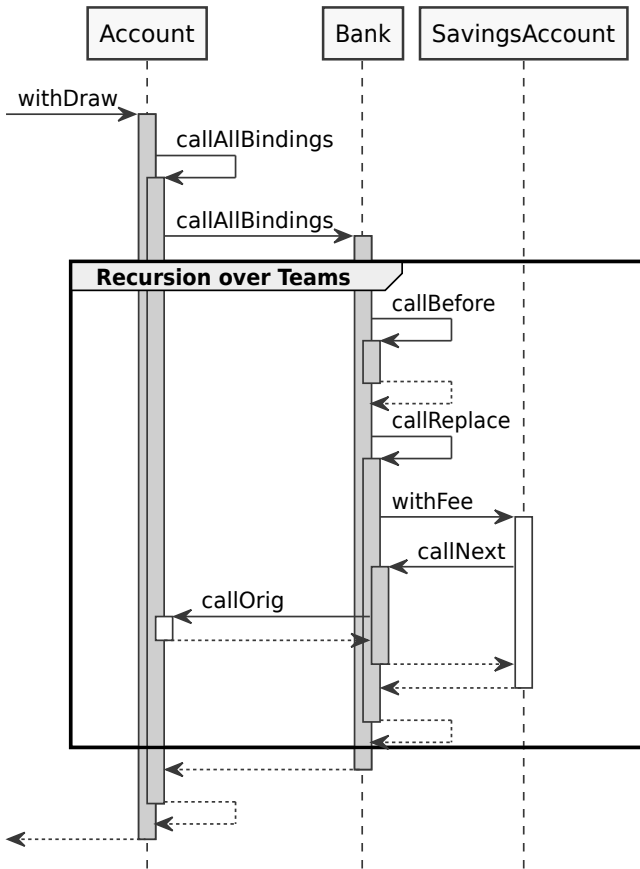 Account
Bank
SavingsAccount
withDraw
callAllBindings
callAllBindings
Recursion over Teams
callBefore
callReplace
withFee
callNext
callOrig